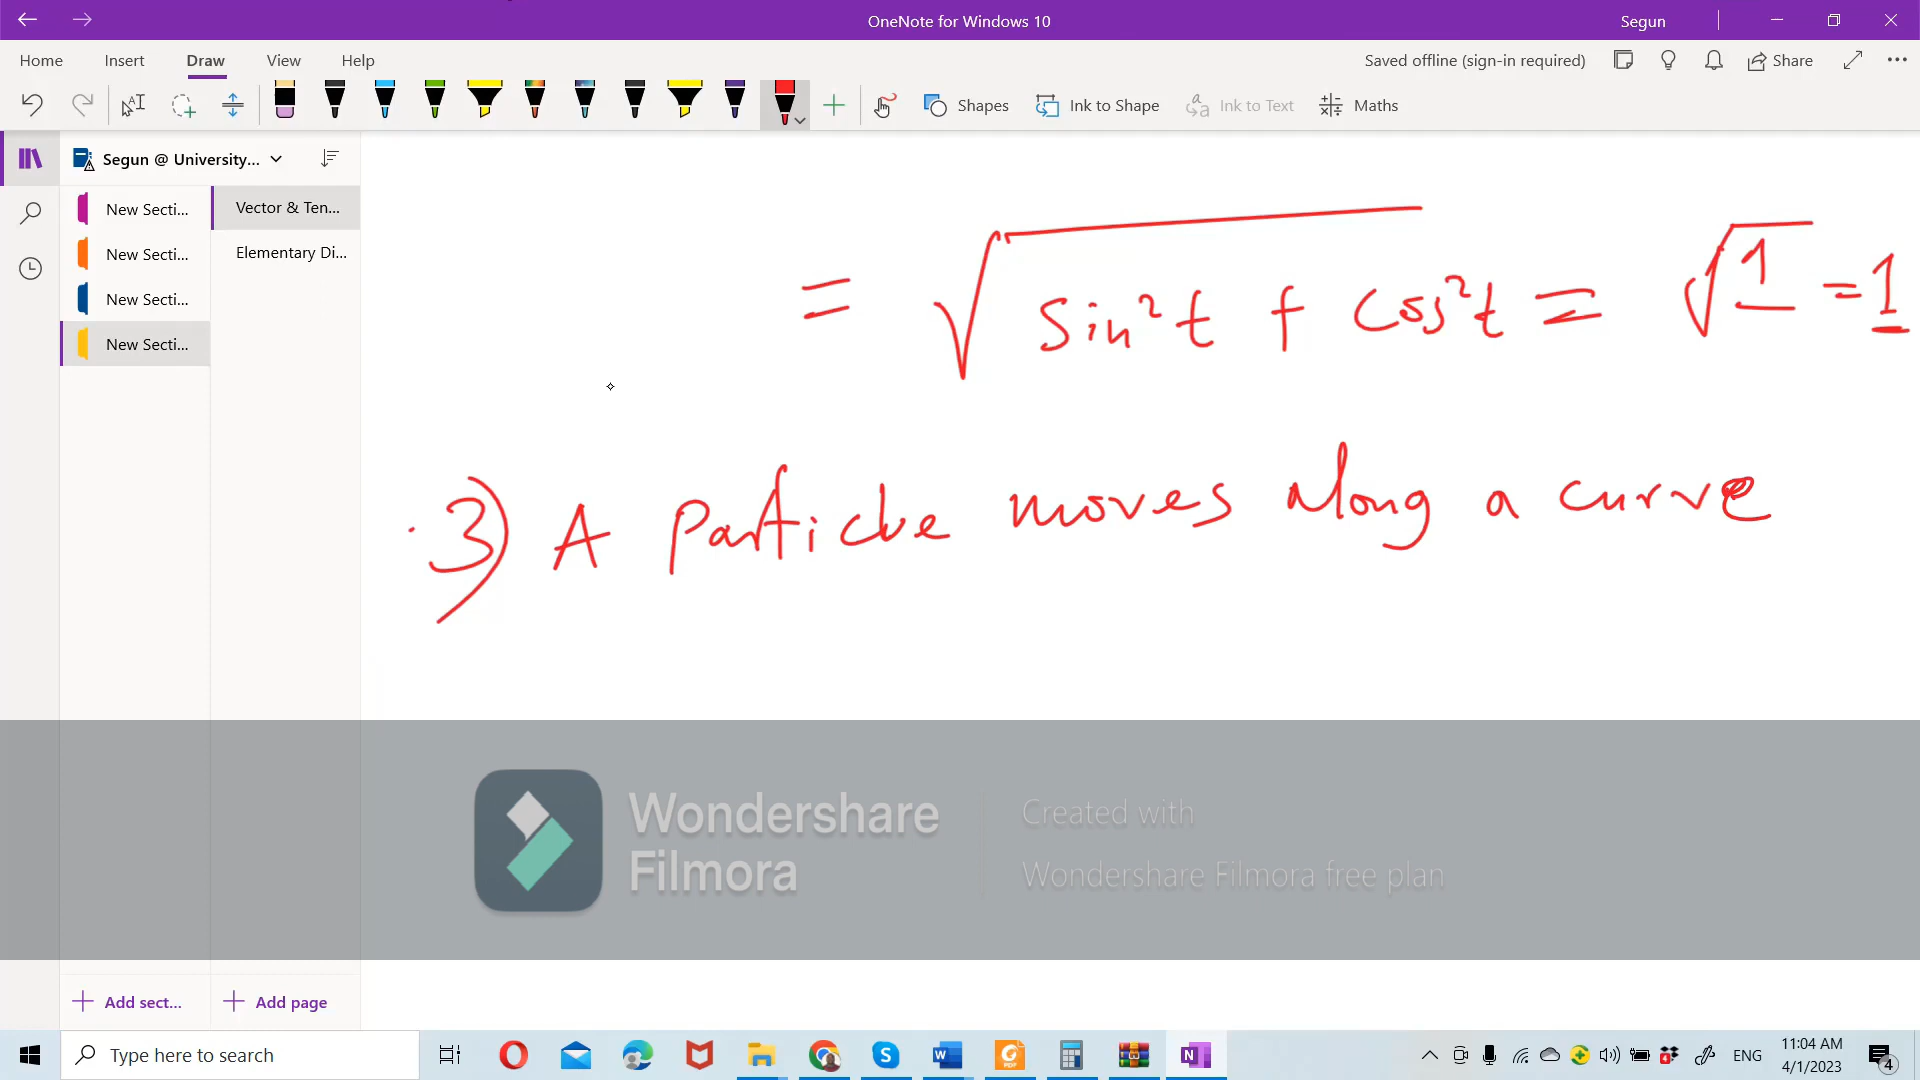 OneNote for Windows 10
Segun
Home Insert Draw View Help
Saved offline (sign-in required) Share
Shapes Ink to Shape Ink to Text Maths
Segun @ University...
New Secti... Vector & Ten...
New Secti... Elementary Di...
New Secti...
New Secti...
= √ sin²t + cos²t = √1 = 1
3) A Particle moves along a curve
Wondershare Filmora
Created with
Wondershare Filmora free plan
Add sect... Add page
Type here to search
ENG
11:04 AM
4/1/2023
4